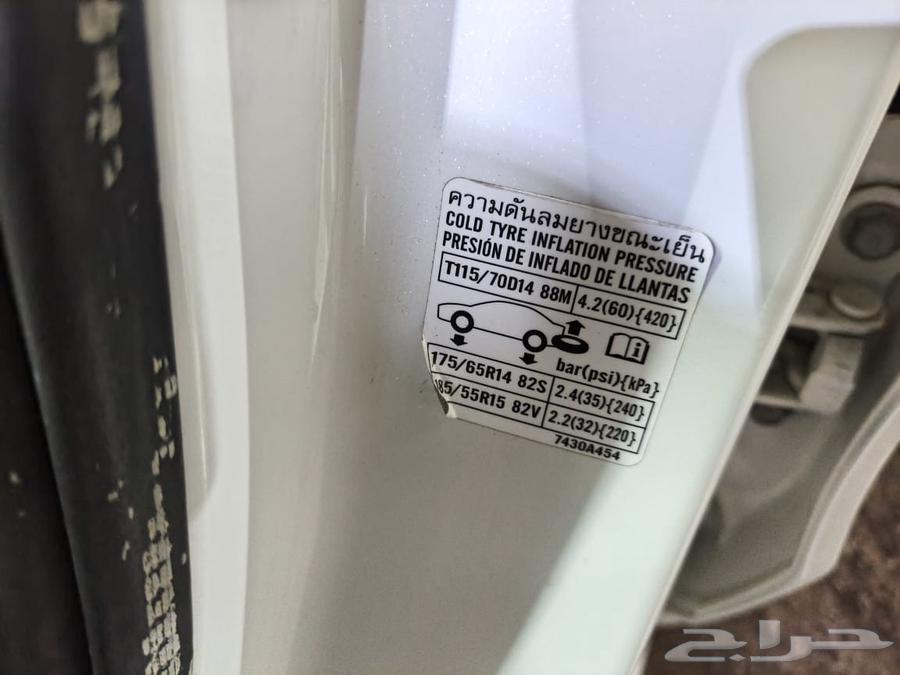 ความดันลมยางขณะเย็น
COLD TYRE INFLATION PRESSURE
PRESIÓN DE INFLADO DE LLANTAS
T115/70D14 88M 4.2(60){420}
bar(psi){kPa}
175/65R14 82S 2.4(35){240}
185/55R15 82V 2.2(32){220}
7430A454
حراج